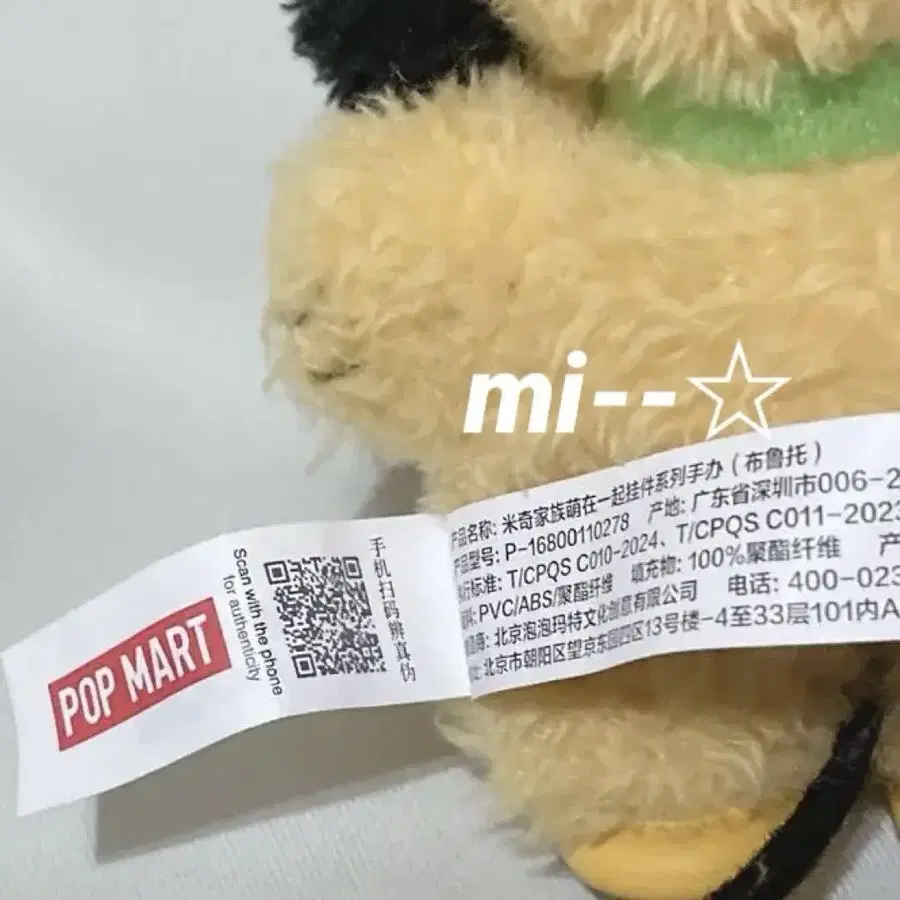 mi--☆
POP MART
Scan with the phone
for authenticity
手机扫码辨真伪
产品名称: 米奇家族萌在一起挂件系列手办(布鲁托)
产品型号: P-16800110278 产地: 广东省深圳市006-2
执行标准: T/CPQS C010-2024、T/CPQS C011-2023
PVC/ABS/聚酯纤维 填充物: 100%聚酯纤维 产
商: 北京泡泡玛特文化创意有限公司 电话: 400-023
北京市朝阳区望京东园四区13号楼-4至33层101内A